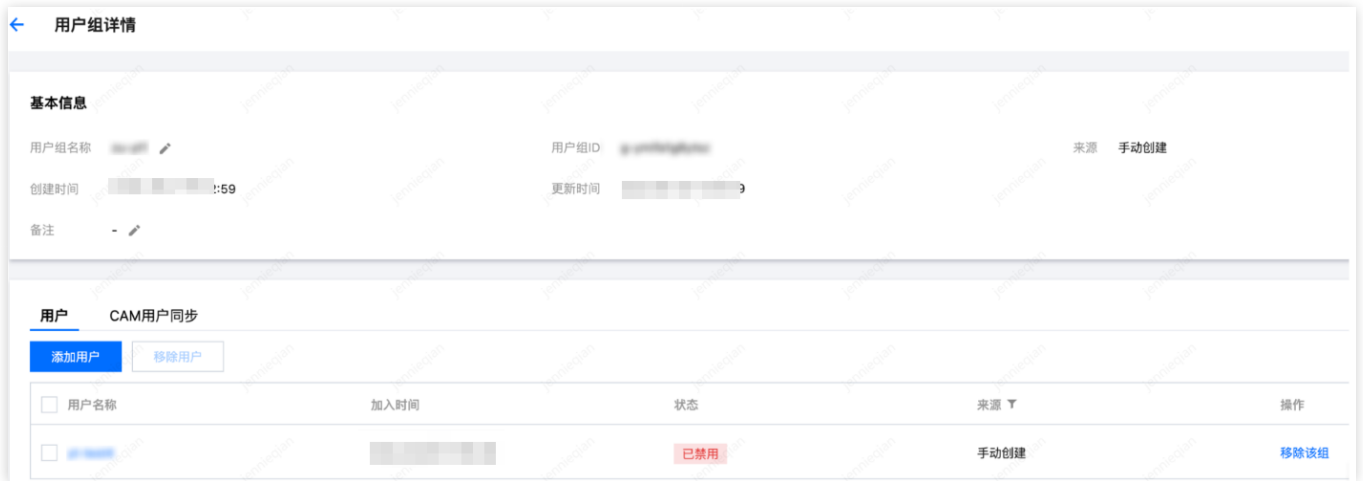 用户组详情
基本信息
用户组名称 用户组ID 来源 手动创建
创建时间 :59 更新时间 9
备注 -
用户 CAM用户同步
添加用户 移除用户
用户名称 加入时间 状态 来源 操作
已禁用 手动创建 移除该组
jennieqian